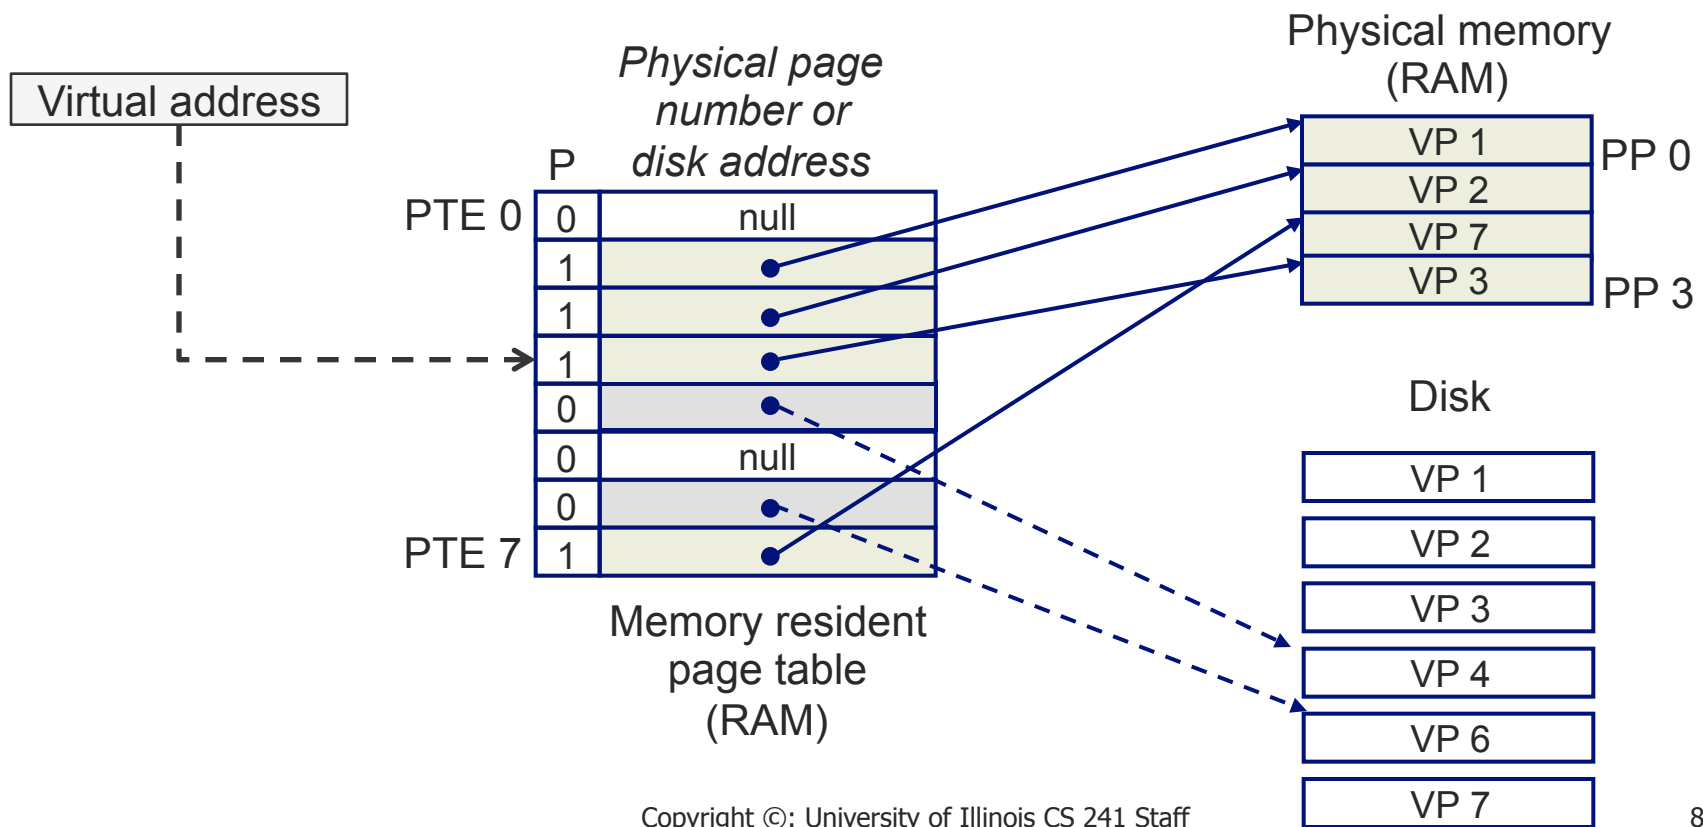 Virtual address
Physical page
number or
disk address
P
PTE 0
0
null
1
1
1
0
0
null
0
PTE 7
1
Memory resident
page table
(RAM)
Physical memory
(RAM)
VP 1
PP 0
VP 2
VP 7
VP 3
PP 3
Disk
VP 1
VP 2
VP 3
VP 4
VP 6
VP 7
Copyright ©: University of Illinois CS 241 Staff
8